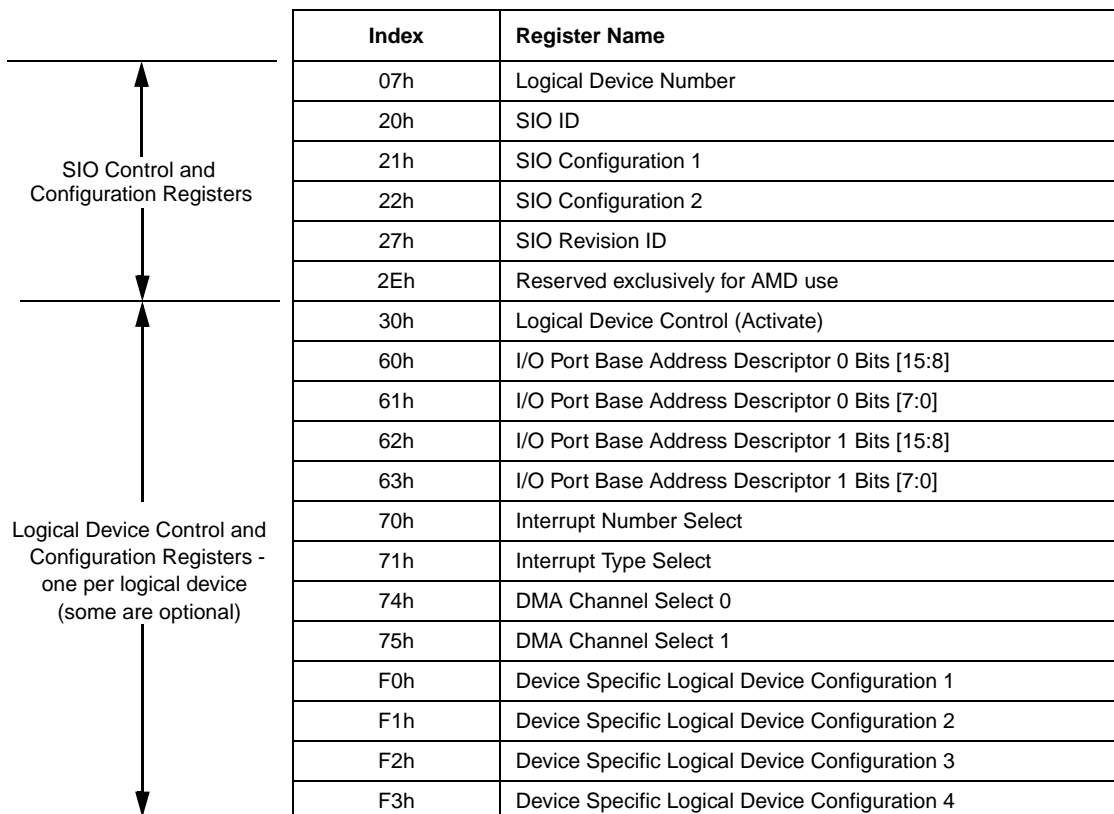 Index Register Name
07h Logical Device Number
20h SIO ID
21h SIO Configuration 1
22h SIO Configuration 2
27h SIO Revision ID
2Eh Reserved exclusively for AMD use
SIO Control and
Configuration Registers
30h Logical Device Control (Activate)
60h I/O Port Base Address Descriptor 0 Bits [15:8]
61h I/O Port Base Address Descriptor 0 Bits [7:0]
62h I/O Port Base Address Descriptor 1 Bits [15:8]
63h I/O Port Base Address Descriptor 1 Bits [7:0]
70h Interrupt Number Select
71h Interrupt Type Select
74h DMA Channel Select 0
75h DMA Channel Select 1
F0h Device Specific Logical Device Configuration 1
F1h Device Specific Logical Device Configuration 2
F2h Device Specific Logical Device Configuration 3
F3h Device Specific Logical Device Configuration 4
Logical Device Control and
Configuration Registers -
one per logical device
(some are optional)